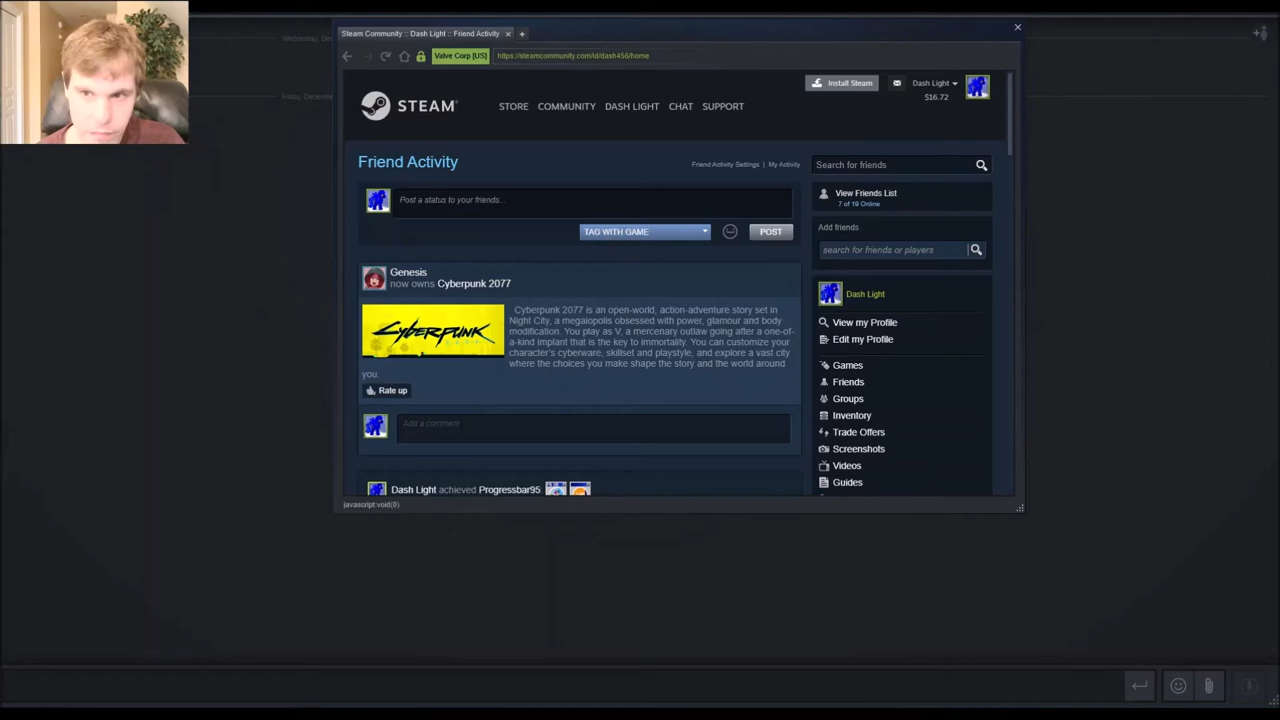 Steam Community :: Dash Light :: Friend Activity
Valve Corp [US]
https://steamcommunity.com/id/dash456/home
Install Steam
Dash Light
$16.72
STEAM
STORE COMMUNITY DASH LIGHT CHAT SUPPORT
Friend Activity
Friend Activity Settings | My Activity
Post a status to your friends...
TAG WITH GAME
POST
Genesis
now owns Cyberpunk 2077
CYBERPUNK
Cyberpunk 2077 is an open-world, action-adventure story set in
Night City, a megalopolis obsessed with power, glamour and body
modification. You play as V, a mercenary outlaw going after a one-of-
a-kind implant that is the key to immortality. You can customize your
character's cyberware, skillset and playstyle, and explore a vast city
where the choices you make shape the story and the world around
you.
Rate up
Add a comment
Dash Light achieved Progressbar95
javascript:void(0)
Search for friends
View Friends List
7 of 19 Online
Add friends
search for friends or players
Dash Light
View my Profile
Edit my Profile
Games
Friends
Groups
Inventory
Trade Offers
Screenshots
Videos
Guides